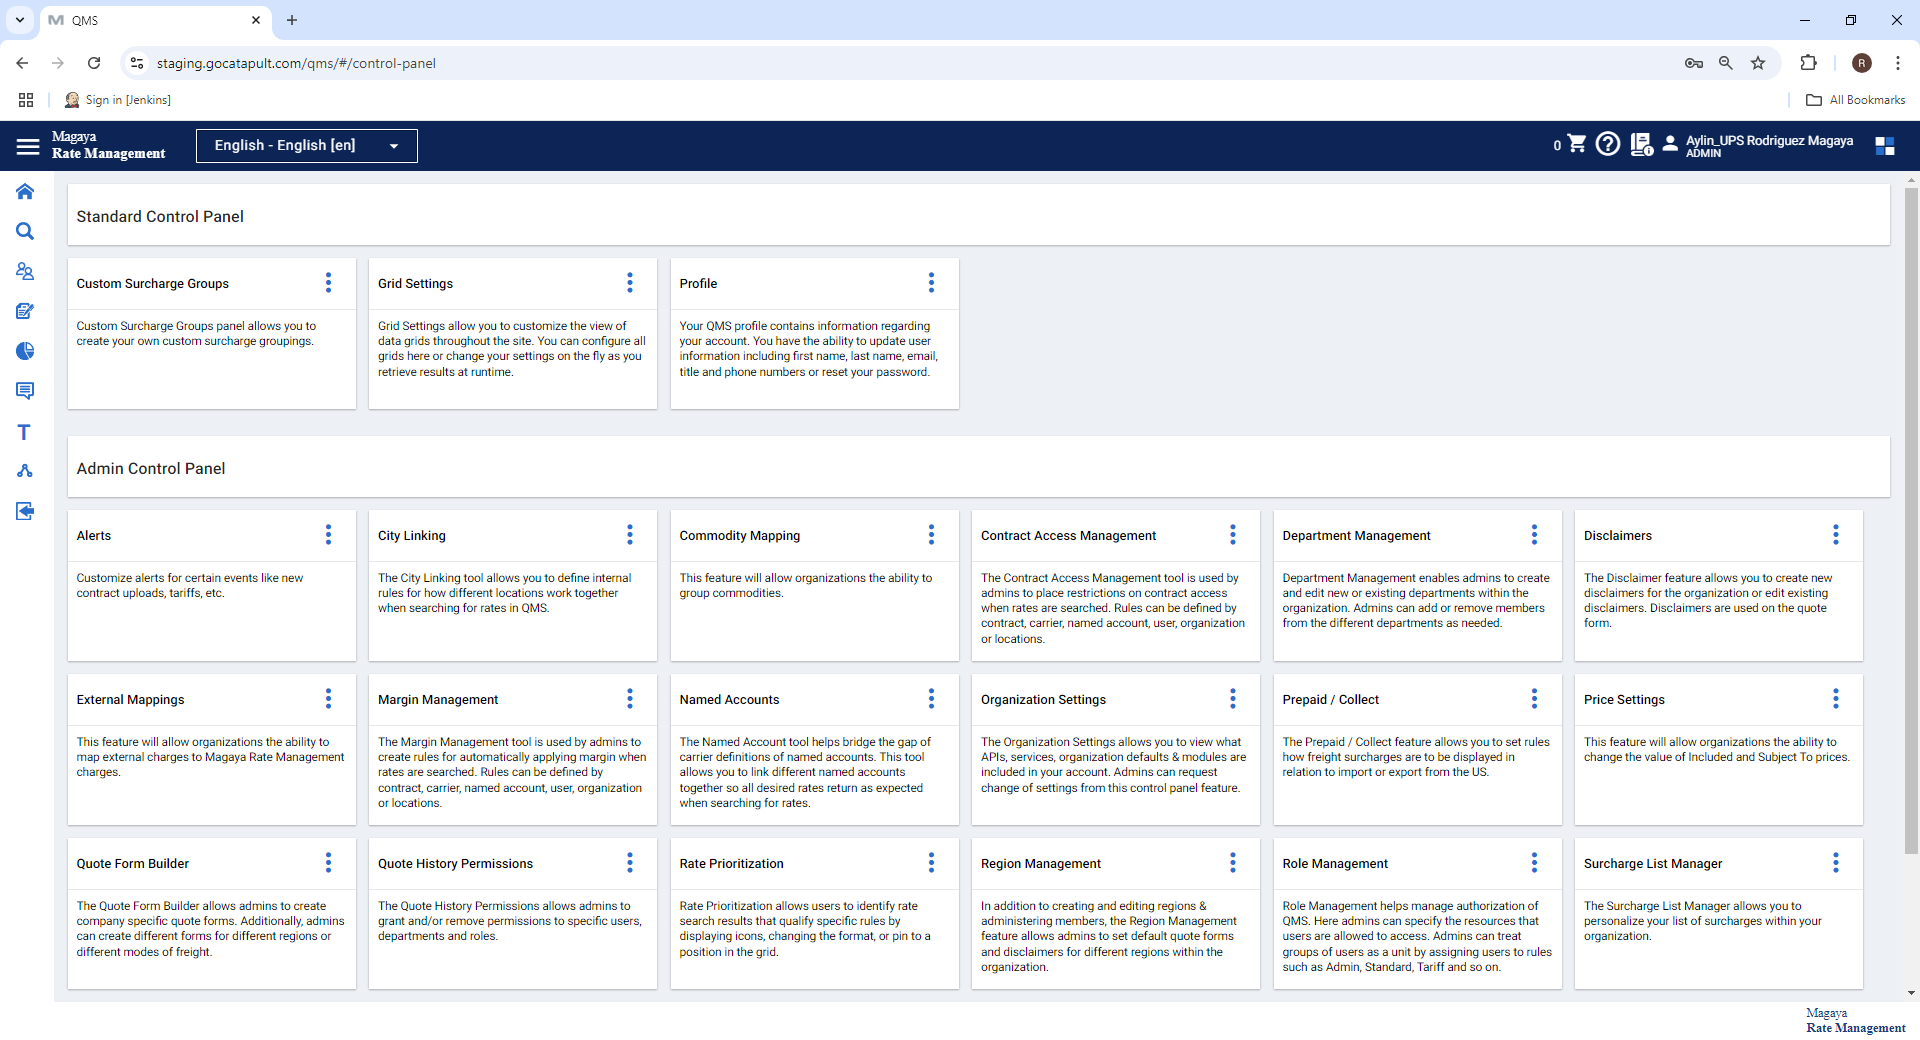 QMS
staging.gocatapult.com/qms/#/control-panel
R
Sign in [Jenkins]
All Bookmarks
Magaya
Rate Management
English - English [en]
0
Aylin_UPS Rodriguez Magaya
ADMIN
Standard Control Panel
Custom Surcharge Groups
Custom Surcharge Groups panel allows you to
create your own custom surcharge groupings.
Grid Settings
Grid Settings allow you to customize the view of
data grids throughout the site. You can configure all
grids here or change your settings on the fly as you
retrieve results at runtime.
Profile
Your QMS profile contains information regarding
your account. You have the ability to update user
information including first name, last name, email,
title and phone numbers or reset your password.
Admin Control Panel
Alerts
Customize alerts for certain events like new
contract uploads, tariffs, etc.
City Linking
The City Linking tool allows you to define internal
rules for how different locations work together
when searching for rates in QMS.
Commodity Mapping
This feature will allow organizations the ability to
group commodities.
Contract Access Management
The Contract Access Management tool is used by
admins to place restrictions on contract access
when rates are searched. Rules can be defined by
contract, carrier, named account, user, organization
or locations.
Department Management
Department Management enables admins to create
and edit new or existing departments within the
organization. Admins can add or remove members
from the different departments as needed.
Disclaimers
The Disclaimer feature allows you to create new
disclaimers for the organization or edit existing
disclaimers. Disclaimers are used on the quote
form.
External Mappings
This feature will allow organizations the ability to
map external charges to Magaya Rate Management
charges.
Margin Management
The Margin Management tool is used by admins to
create rules for automatically applying margin when
rates are searched. Rules can be defined by
contract, carrier, named account, user, organization
or locations.
Named Accounts
The Named Account tool helps bridge the gap of
carrier definitions of named accounts. This tool
allows you to link different named accounts
together so all desired rates return as expected
when searching for rates.
Organization Settings
The Organization Settings allows you to view what
APIs, services, organization defaults & modules are
included in your account. Admins can request
change of settings from this control panel feature.
Prepaid / Collect
The Prepaid / Collect feature allows you to set rules
how freight surcharges are to be displayed in
relation to import or export from the US.
Price Settings
This feature will allow organizations the ability to
change the value of Included and Subject To prices.
Quote Form Builder
The Quote Form Builder allows admins to create
company specific quote forms. Additionally, admins
can create different forms for different regions or
different modes of freight.
Quote History Permissions
The Quote History Permissions allows admins to
grant and/or remove permissions to specific users,
departments and roles.
Rate Prioritization
Rate Prioritization allows users to identify rate
search results that qualify specific rules by
displaying icons, changing the format, or pin to a
position in the grid.
Region Management
In addition to creating and editing regions &
administering members, the Region Management
feature allows admins to set default quote forms
and disclaimers for different regions within the
organization.
Role Management
Role Management helps manage authorization of
QMS. Here admins can specify the resources that
users are allowed to access. Admins can treat
groups of users as a unit by assigning users to rules
such as Admin, Standard, Tariff and so on.
Surcharge List Manager
The Surcharge List Manager allows you to
personalize your list of surcharges within your
organization.
Magaya
Rate Management